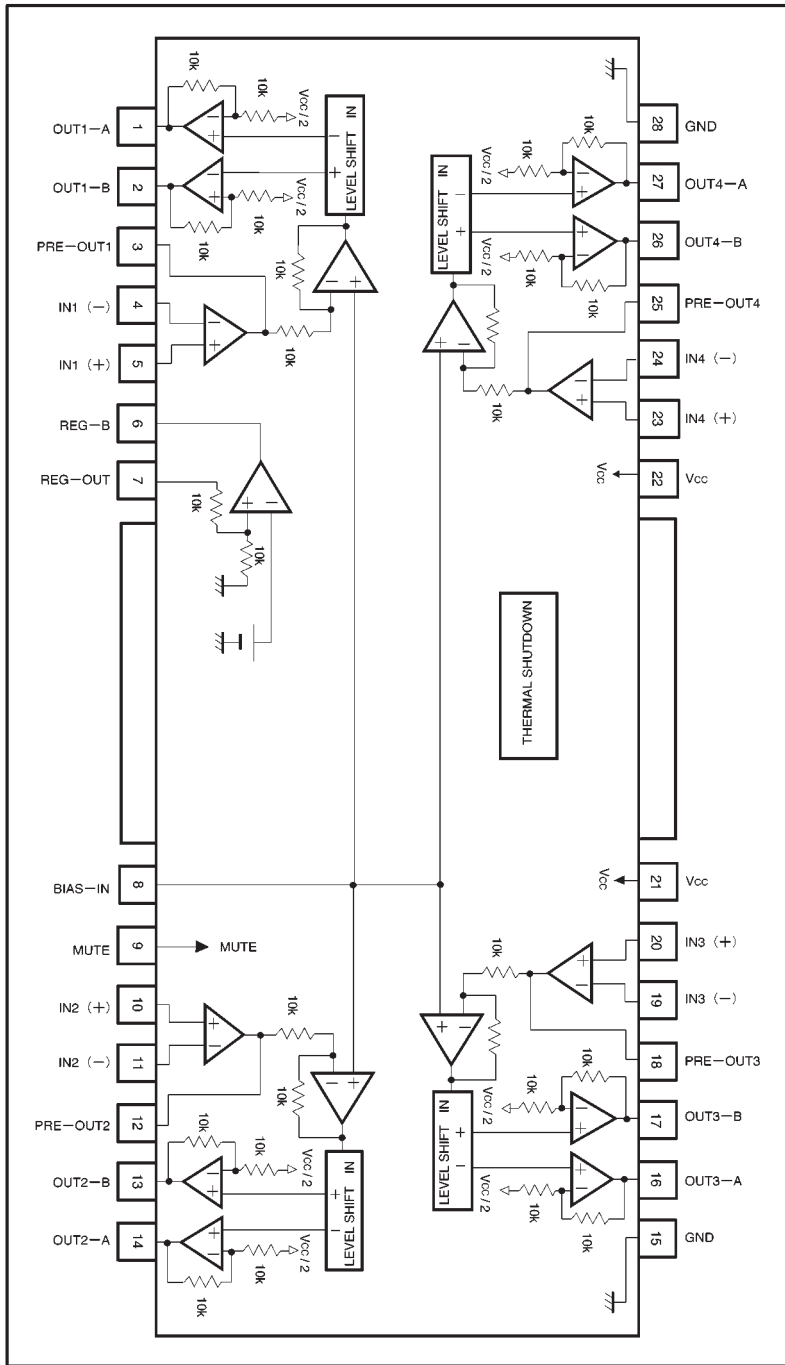 OUT1-A 1
OUT1-B 2
PRE-OUT1 3
IN1 (-) 4
IN1 (+) 5
REG-B 6
REG-OUT 7
BIAS-IN 8
MUTE 9 MUTE
IN2 (+) 10
IN2 (-) 11
PRE-OUT2 12
OUT2-B 13
OUT2-A 14
10k
10k
Vcc/2
LEVEL SHIFT IN
- +
Vcc/2
10k
10k
10k
10k
10k
10k
10k
10k
10k
10k
Vcc/2
LEVEL SHIFT IN
+ -
Vcc/2
10k
10k
28 GND
27 OUT4-A
26 OUT4-B
25 PRE-OUT4
24 IN4 (-)
23 IN4 (+)
Vcc 22 Vcc
Vcc 21 Vcc
20 IN3 (+)
19 IN3 (-)
18 PRE-OUT3
17 OUT3-B
16 OUT3-A
15 GND
10k
10k
Vcc/2
LEVEL SHIFT IN
- +
Vcc/2
10k
10k
10k
THERMAL SHUTDOWN
10k
10k
10k
Vcc/2
LEVEL SHIFT IN
+ -
Vcc/2
10k
10k